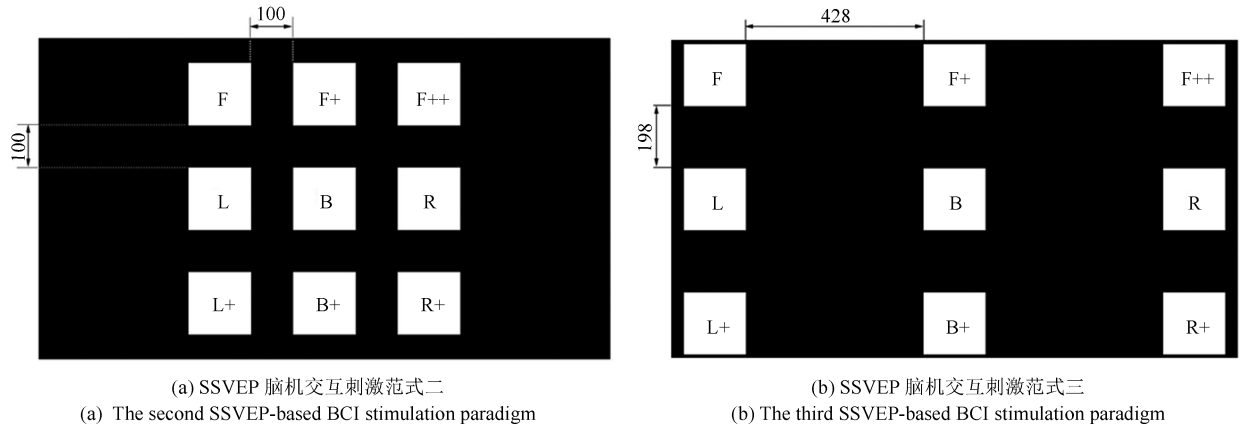 100
100
F F+ F++
L B R
L+ B+ R+
(a) SSVEP 脑机交互刺激范式二
(a) The second SSVEP-based BCI stimulation paradigm
428
198
F F+ F++
L B R
L+ B+ R+
(b) SSVEP 脑机交互刺激范式三
(b) The third SSVEP-based BCI stimulation paradigm